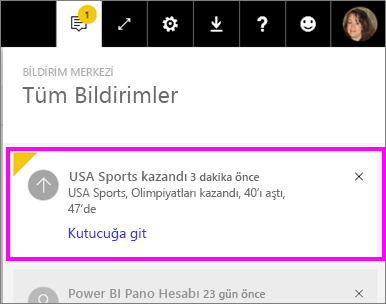 1
?
BİLDİRİM MERKEZİ
Tüm Bildirimler
USA Sports kazandı 3 dakika önce
USA Sports, Olimpiyatları kazandı, 40'ı aştı,
47'de
Kutucuğa git
Power BI Pano Hesabı 23 gün önce